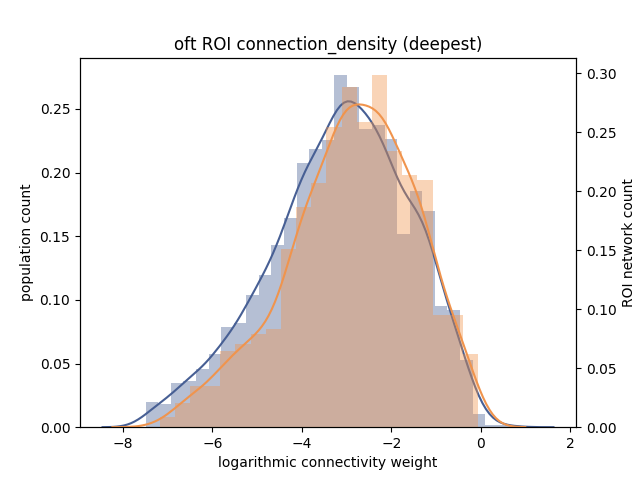 oft ROI connection_density (deepest)
population count
0.25
0.20
0.15
0.10
0.05
0.00
0.30
0.25
0.20
0.15
0.10
0.05
0.00
ROI network count
−8 −6 −4 −2 0 2
logarithmic connectivity weight